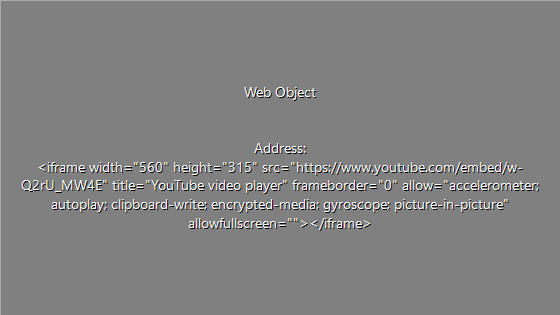 Web Object
Address:
<iframe width="560" height="315" src="https://www.youtube.com/embed/w-
Q2rU_MW4E" title="YouTube video player" frameborder="0" allow="accelerometer;
autoplay; clipboard-write; encrypted-media; gyroscope; picture-in-picture"
allowfullscreen=""></iframe>